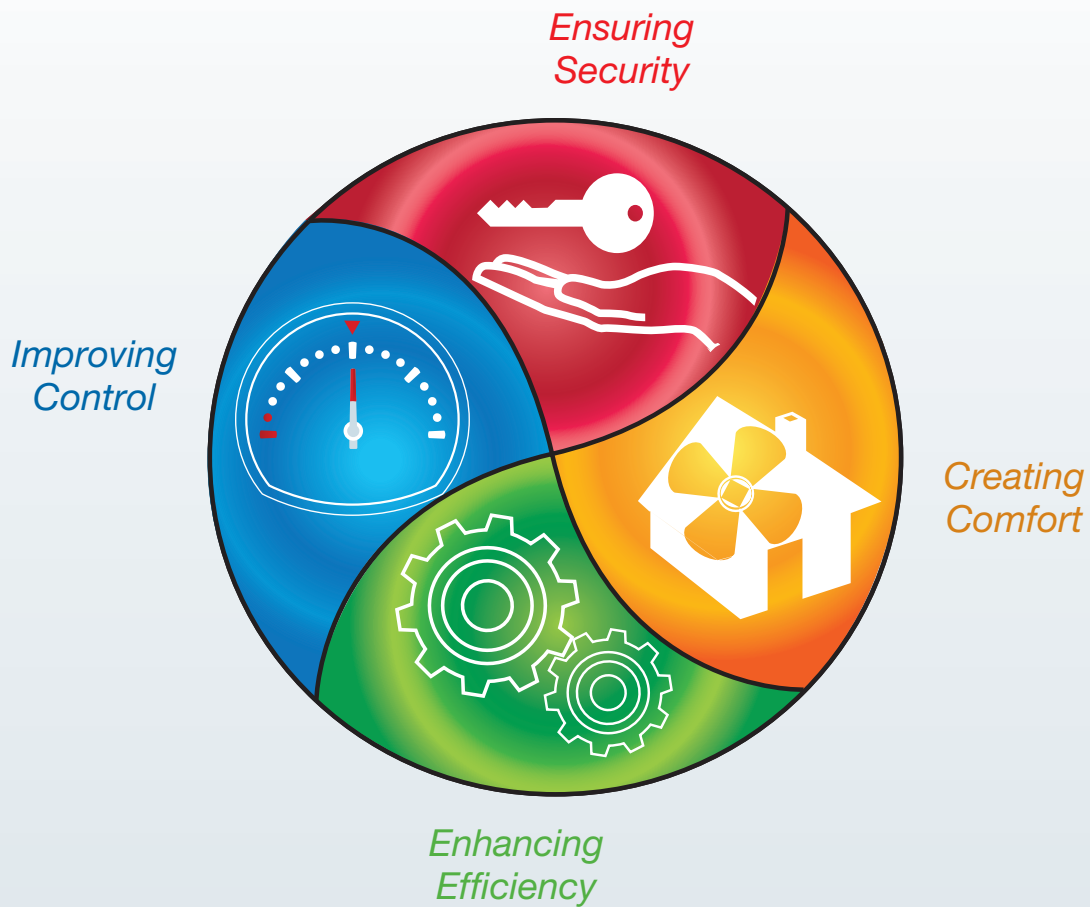 Ensuring
Security
Improving
Control
Creating
Comfort
Enhancing
Efficiency